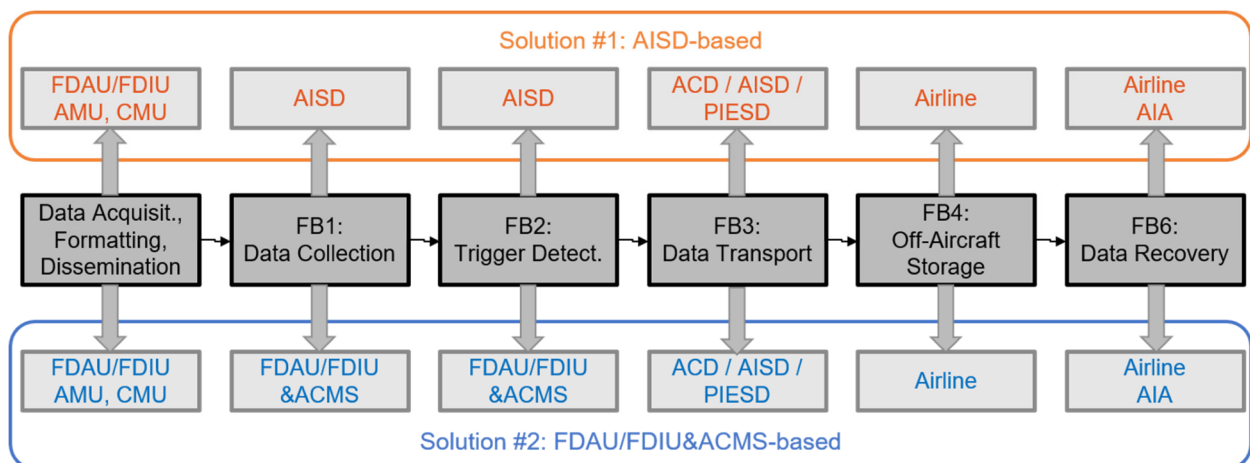 Solution #1: AISD-based
FDAU/FDIU
AMU, CMU
AISD
AISD
ACD / AISD /
PIESD
Airline
Airline
AIA
Data Acquisit.,
Formatting,
Dissemination
FB1:
Data Collection
FB2:
Trigger Detect.
FB3:
Data Transport
FB4:
Off-Aircraft
Storage
FB6:
Data Recovery
FDAU/FDIU
AMU, CMU
FDAU/FDIU
&ACMS
FDAU/FDIU
&ACMS
ACD / AISD /
PIESD
Airline
Airline
AIA
Solution #2: FDAU/FDIU&ACMS-based